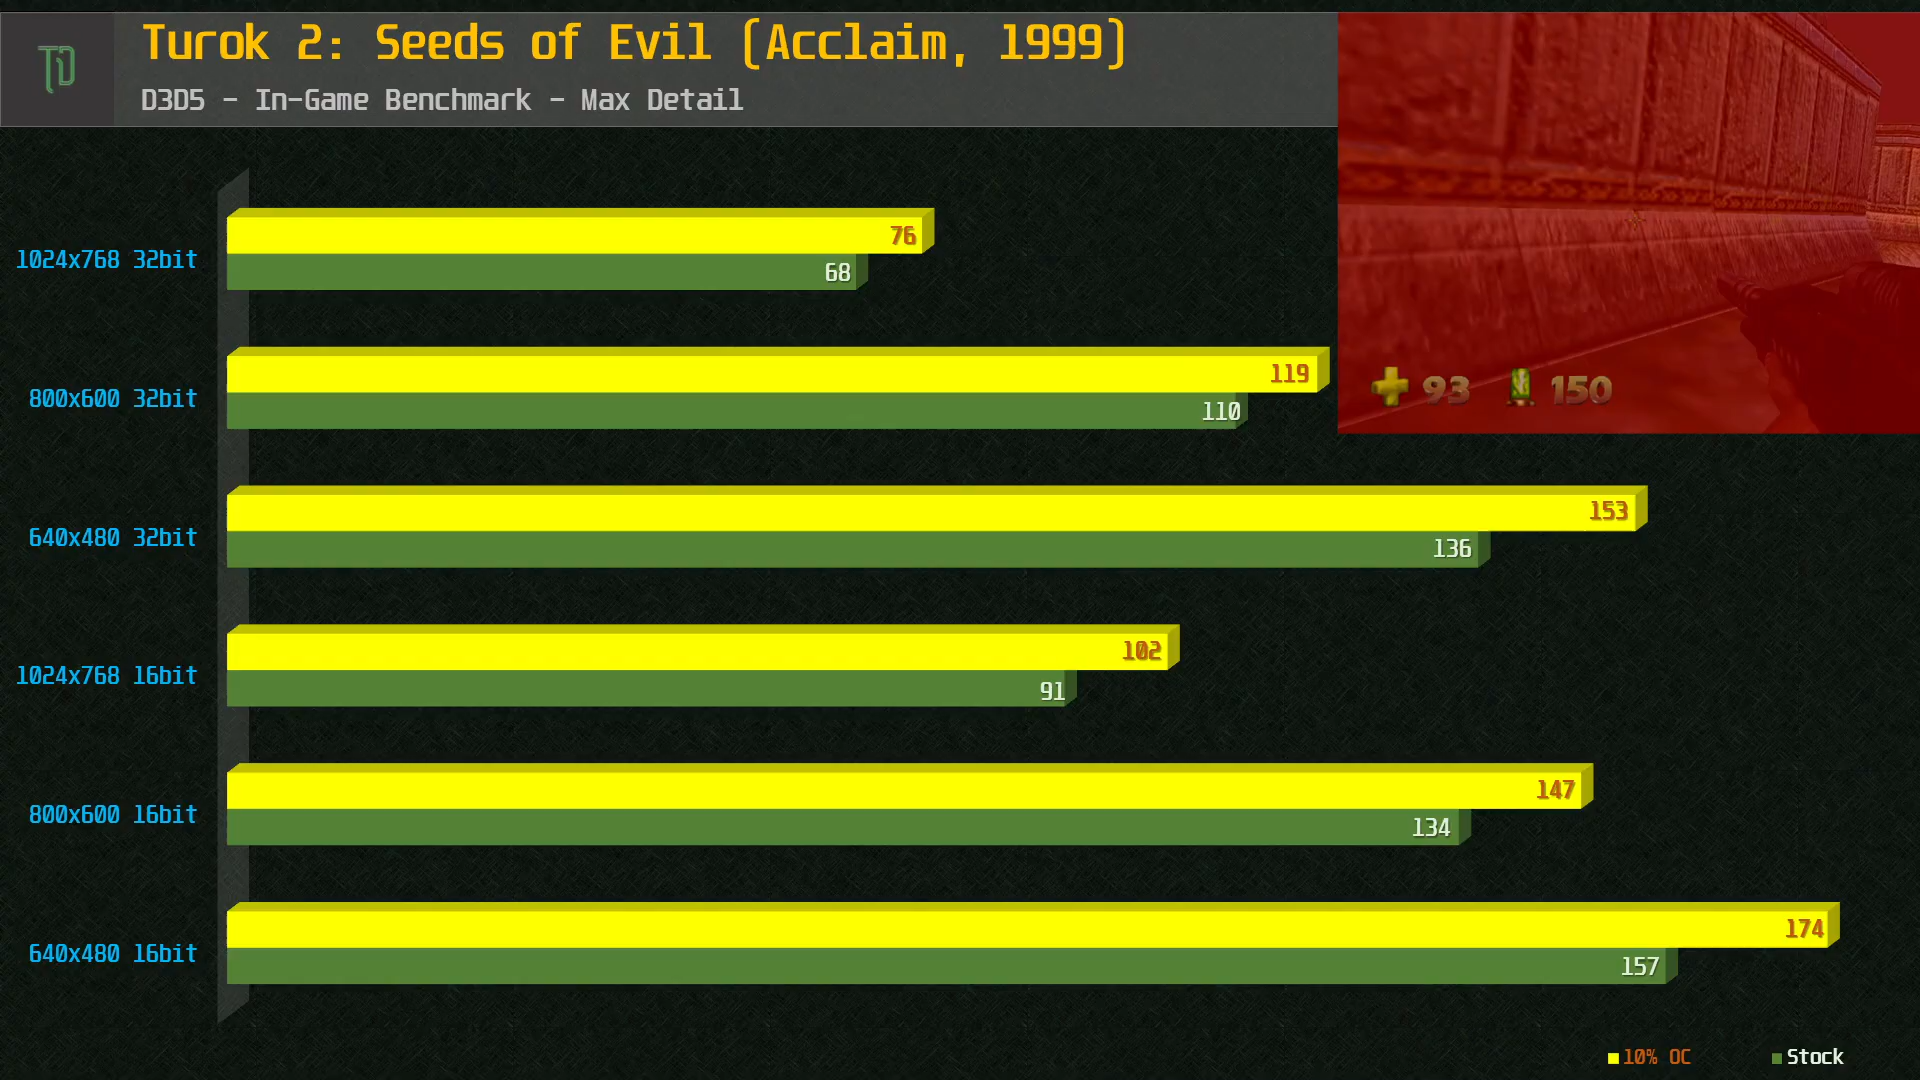 TD
Turok 2: Seeds of Evil (Acclaim, 1999)
D3D5 - In-Game Benchmark - Max Detail
93 150
1024x768 32bit
76
68
800x600 32bit
119
110
640x480 32bit
153
136
1024x768 16bit
102
91
800x600 16bit
147
134
640x480 16bit
174
157
10% OC Stock